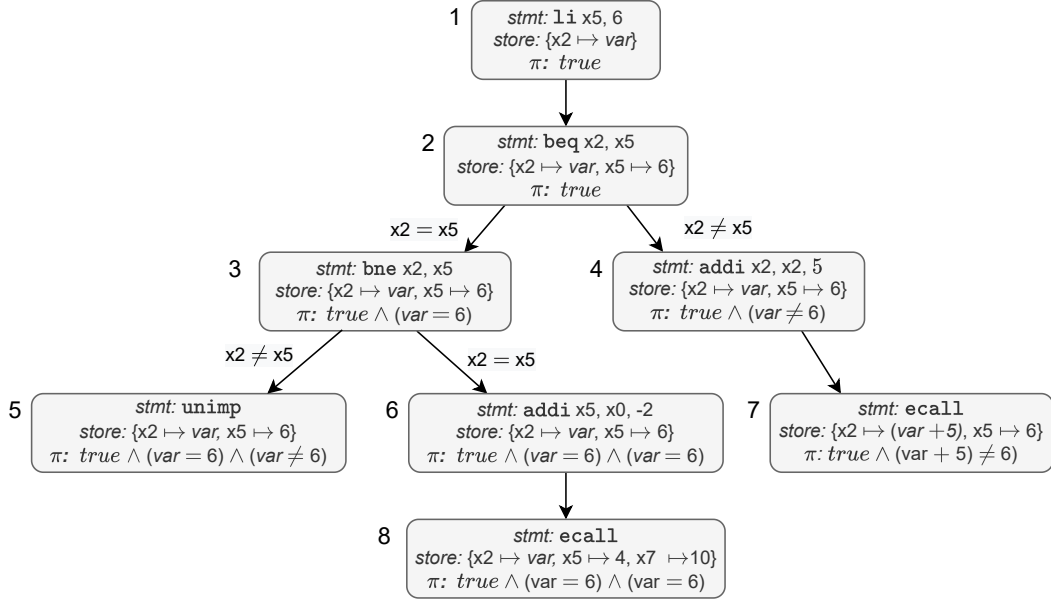 1
stmt: li x5, 6
store: {x2 ↦ var}
π: true
2
stmt: beq x2, x5
store: {x2 ↦ var, x5 ↦ 6}
π: true
x2 = x5
x2 ≠ x5
3
stmt: bne x2, x5
store: {x2 ↦ var, x5 ↦ 6}
π: true ∧ (var = 6)
4
stmt: addi x2, x2, 5
store: {x2 ↦ var, x5 ↦ 6}
π: true ∧ (var ≠ 6)
x2 ≠ x5
x2 = x5
5
stmt: unimp
store: {x2 ↦ var, x5 ↦ 6}
π: true ∧ (var = 6) ∧ (var ≠ 6)
6
stmt: addi x5, x0, -2
store: {x2 ↦ var, x5 ↦ 6}
π: true ∧ (var = 6) ∧ (var = 6)
7
stmt: ecall
store: {x2 ↦ (var +5), x5 ↦ 6}
π: true ∧ (var + 5) ≠ 6)
8
stmt: ecall
store: {x2 ↦ var, x5 ↦ 4, x7 ↦10}
π: true ∧ (var = 6) ∧ (var = 6)